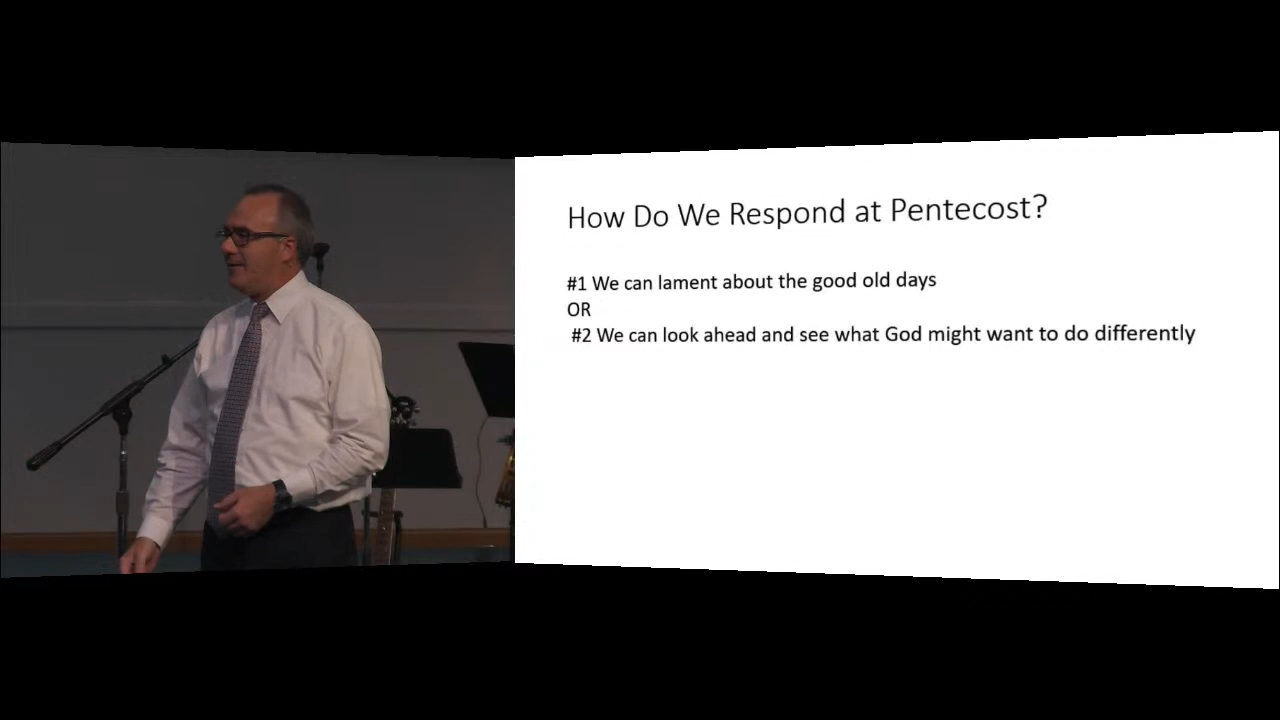 How Do We Respond at Pentecost?
#1 We can lament about the good old days
OR
#2 We can look ahead and see what God might want to do differently